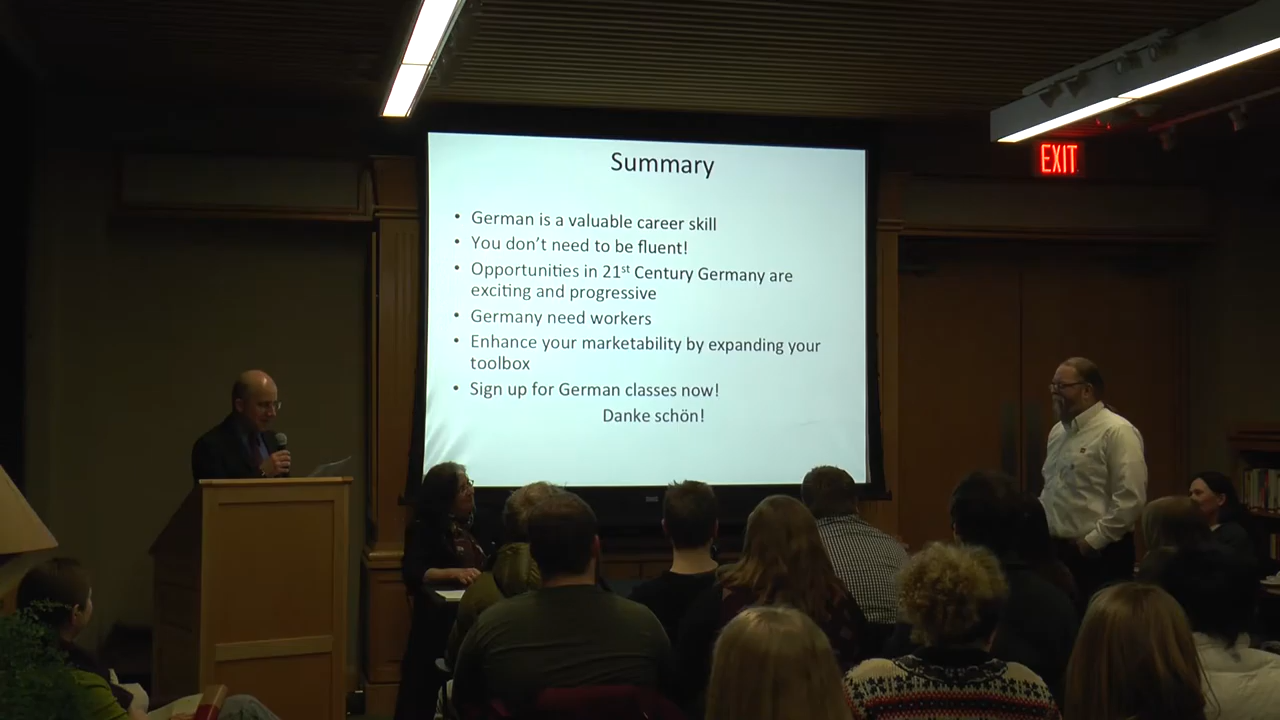 Summary
• German is a valuable career skill
• You don't need to be fluent!
• Opportunities in 21st Century Germany are
exciting and progressive
• Germany need workers
• Enhance your marketability by expanding your
toolbox
• Sign up for German classes now!
Danke schön!
EXIT